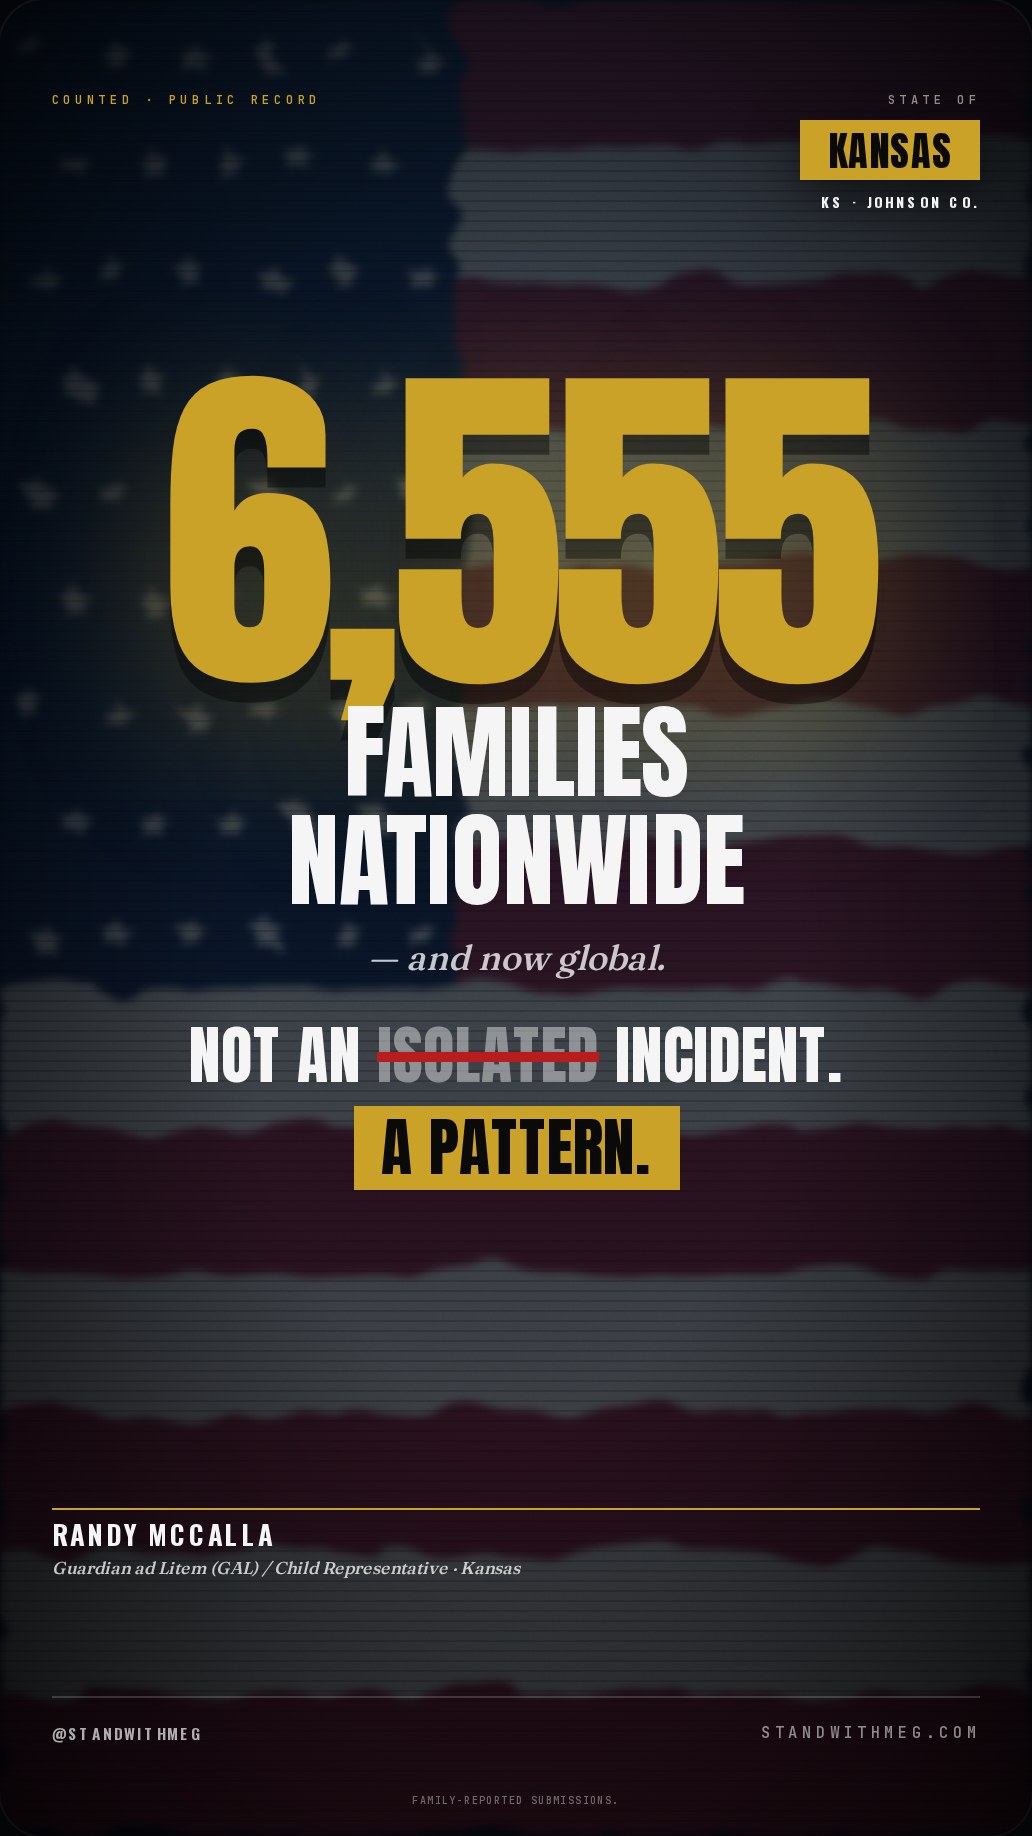 COUNTED · PUBLIC RECORD
STATE OF
KANSAS
KS · JOHNSON CO.
6,555
FAMILIES
NATIONWIDE
— and now global.
NOT AN ISOLATED INCIDENT.
A PATTERN.
RANDY MCCALLA
Guardian ad Litem (GAL) / Child Representative · Kansas
@STANDWITHMEG
STANDWITHMEG.COM
FAMILY-REPORTED SUBMISSIONS.